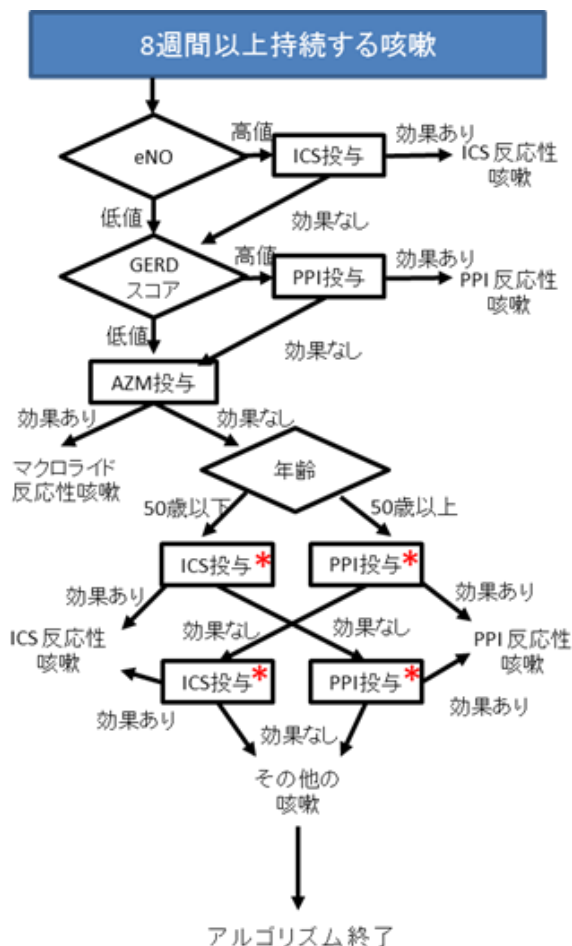 8週間以上持続する咳嗽
eNO
高値
ICS投与
効果あり
ICS反応性
咳嗽
低値
効果なし
GERD
スコア
高値
PPI投与
効果あり
PPI反応性
咳嗽
低値
効果なし
AZM投与
効果あり
効果なし
マクロライド
反応性咳嗽
年齢
50歳以下
50歳以上
ICS投与*
PPI投与*
効果あり
効果あり
ICS反応性
咳嗽
効果なし
効果なし
PPI反応性
咳嗽
ICS投与*
PPI投与*
効果あり
効果なし
効果あり
その他の
咳嗽
アルゴリズム終了